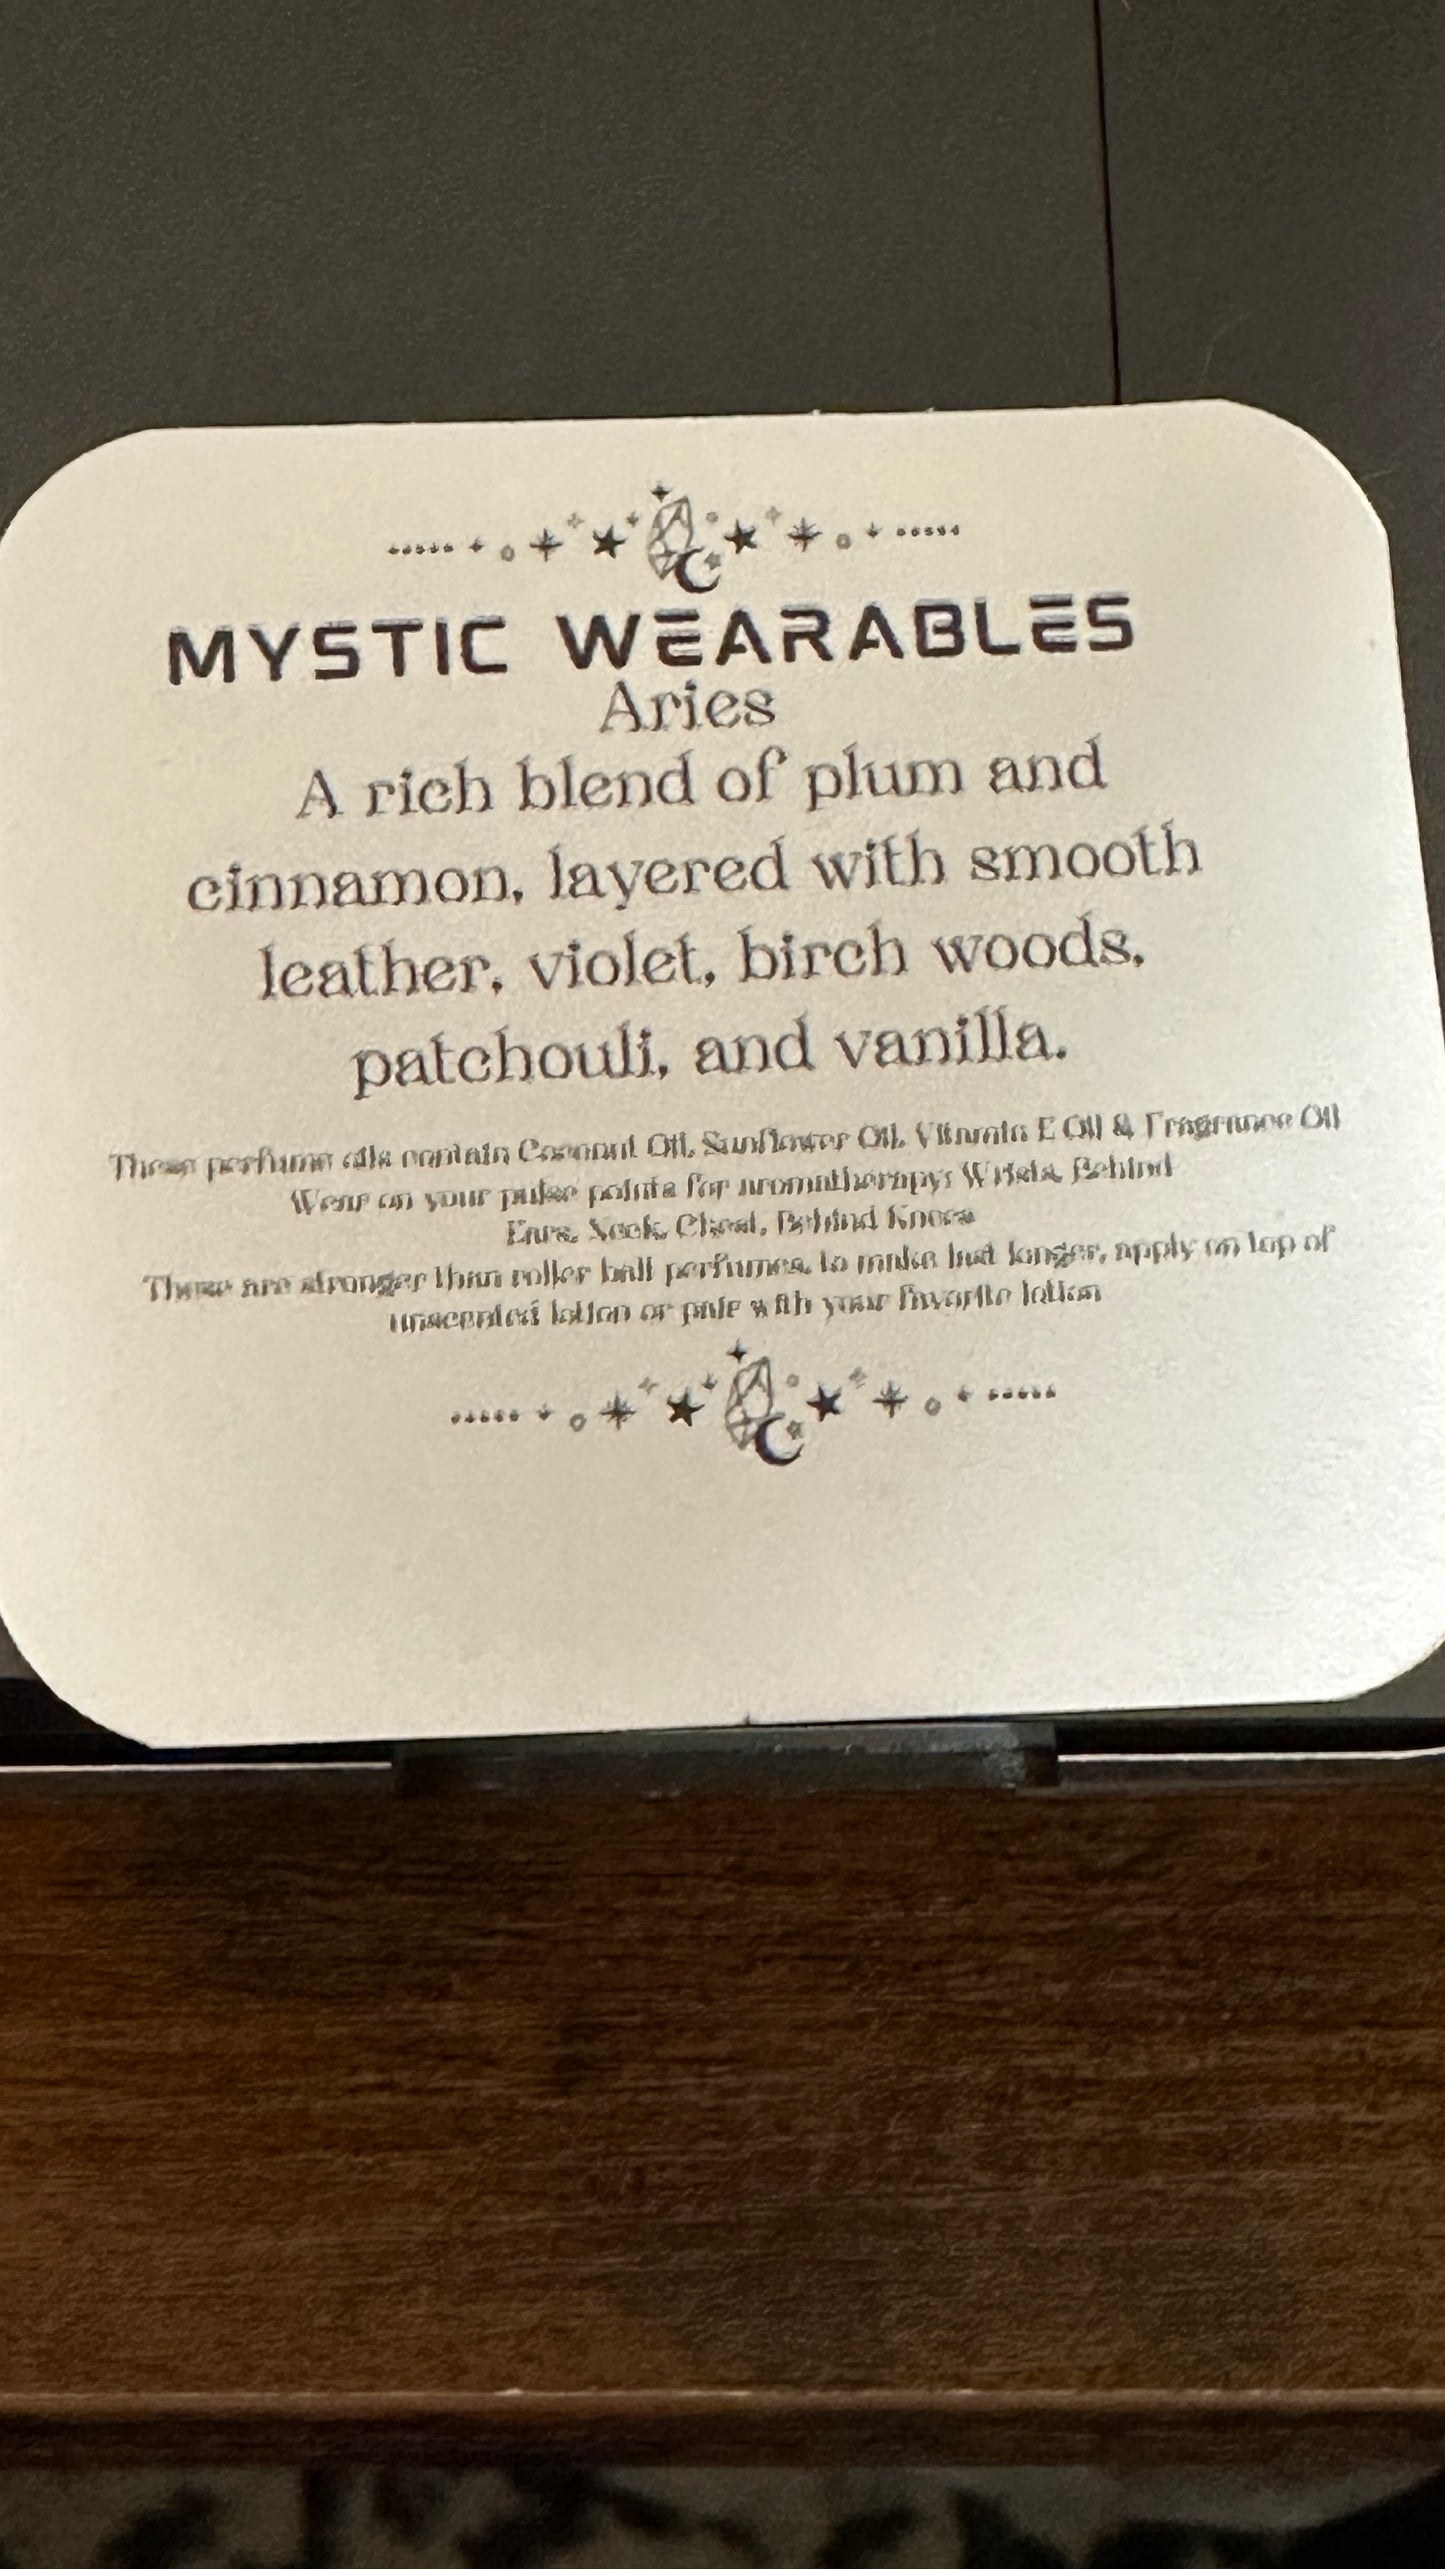 MYSTIC WEARABLES
Aries
A rich blend of plum and
cinnamon, layered with smooth
leather, violet, birch woods,
patchouli, and vanilla.
These perfume oils contain Coconut Oil, Sunflower Oil, Vitamin E Oil & Fragrance Oil
Wear on your pulse points for aromatherapy: Wrists, Behind
Ears, Neck, Chest, Behind Knees
These are stronger than roller ball perfumes, to make last longer, apply on top of
unscented lotion or pair with your favorite lotion